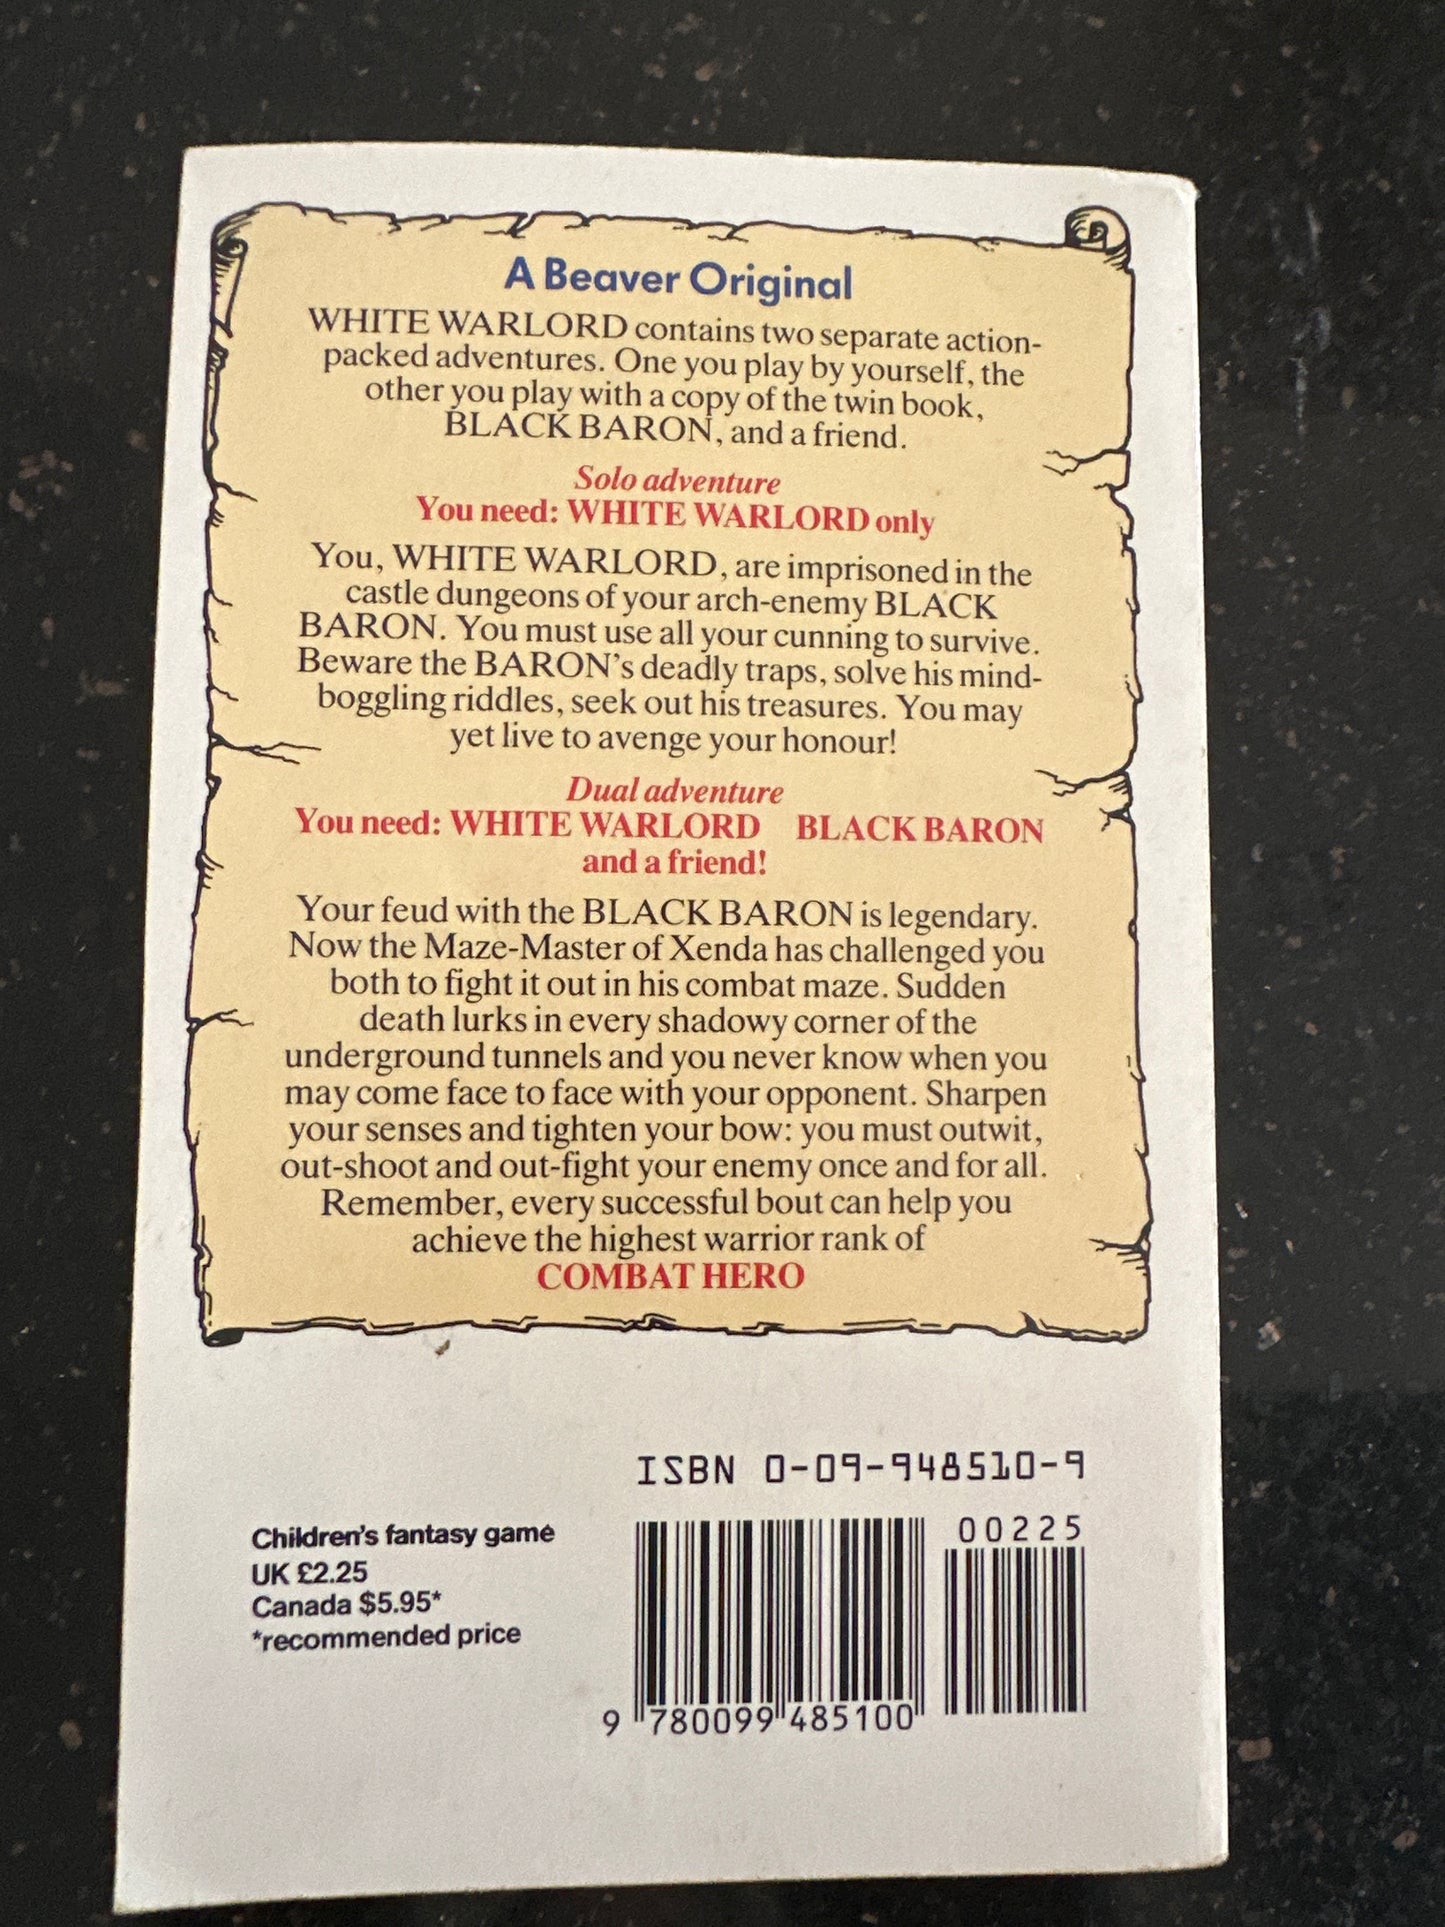 A Beaver Original
WHITE WARLORD contains two separate action-
packed adventures. One you play by yourself, the
other you play with a copy of the twin book,
BLACK BARON, and a friend.
Solo adventure
You need: WHITE WARLORD only
You, WHITE WARLORD, are imprisoned in the
castle dungeons of your arch-enemy BLACK
BARON. You must use all your cunning to survive.
Beware the BARON's deadly traps, solve his mind-
boggling riddles, seek out his treasures. You may
yet live to avenge your honour!
Dual adventure
You need: WHITE WARLORD BLACK BARON
and a friend!
Your feud with the BLACK BARON is legendary.
Now the Maze-Master of Xenda has challenged you
both to fight it out in his combat maze. Sudden
death lurks in every shadowy corner of the
underground tunnels and you never know when you
may come face to face with your opponent. Sharpen
your senses and tighten your bow: you must outwit,
out-shoot and out-fight your enemy once and for all.
Remember, every successful bout can help you
achieve the highest warrior rank of
COMBAT HERO
ISBN 0-09-948510-9
Children's fantasy game
UK £2.25
Canada $5.95*
*recommended price
00225
9 780099 485100